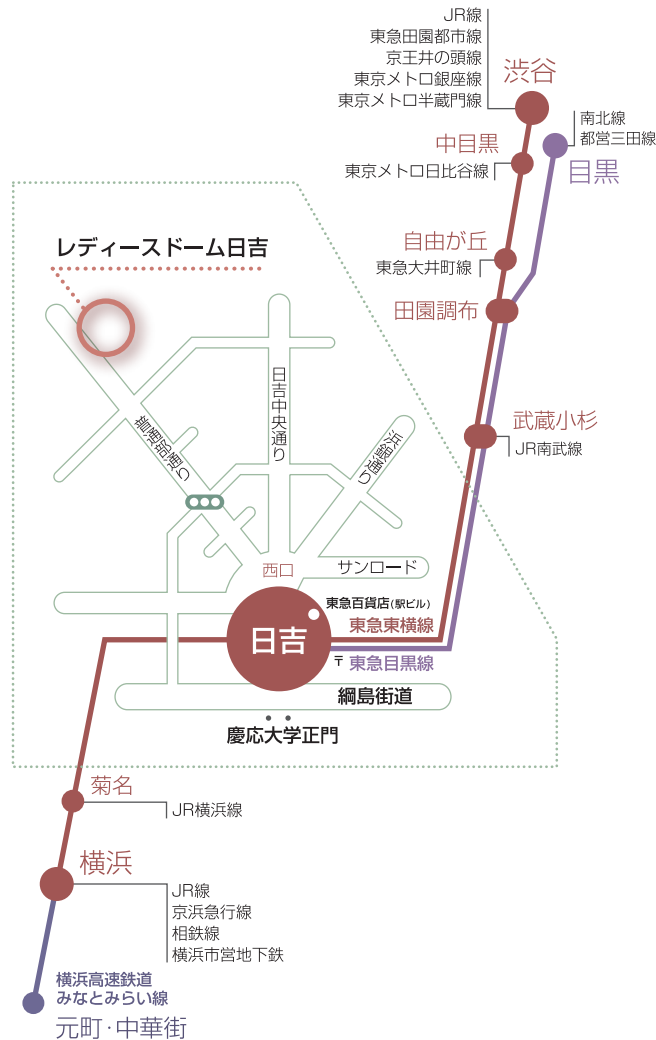 JR線
東急田園都市線
京王井の頭線
東京メトロ銀座線
東京メトロ半蔵門線
渋谷
南北線
都営三田線
目黒
中目黒
東京メトロ日比谷線
自由が丘
東急大井町線
田園調布
武蔵小杉
JR南武線
レディースドーム日吉
日吉中央通り
普通部通り
浜銀通り
サンロード
西口
東急百貨店(駅ビル)
日吉
東急東横線
〒 東急目黒線
綱島街道
慶応大学正門
菊名
JR横浜線
横浜
JR線
京浜急行線
相鉄線
横浜市営地下鉄
横浜高速鉄道
みなとみらい線
元町・中華街